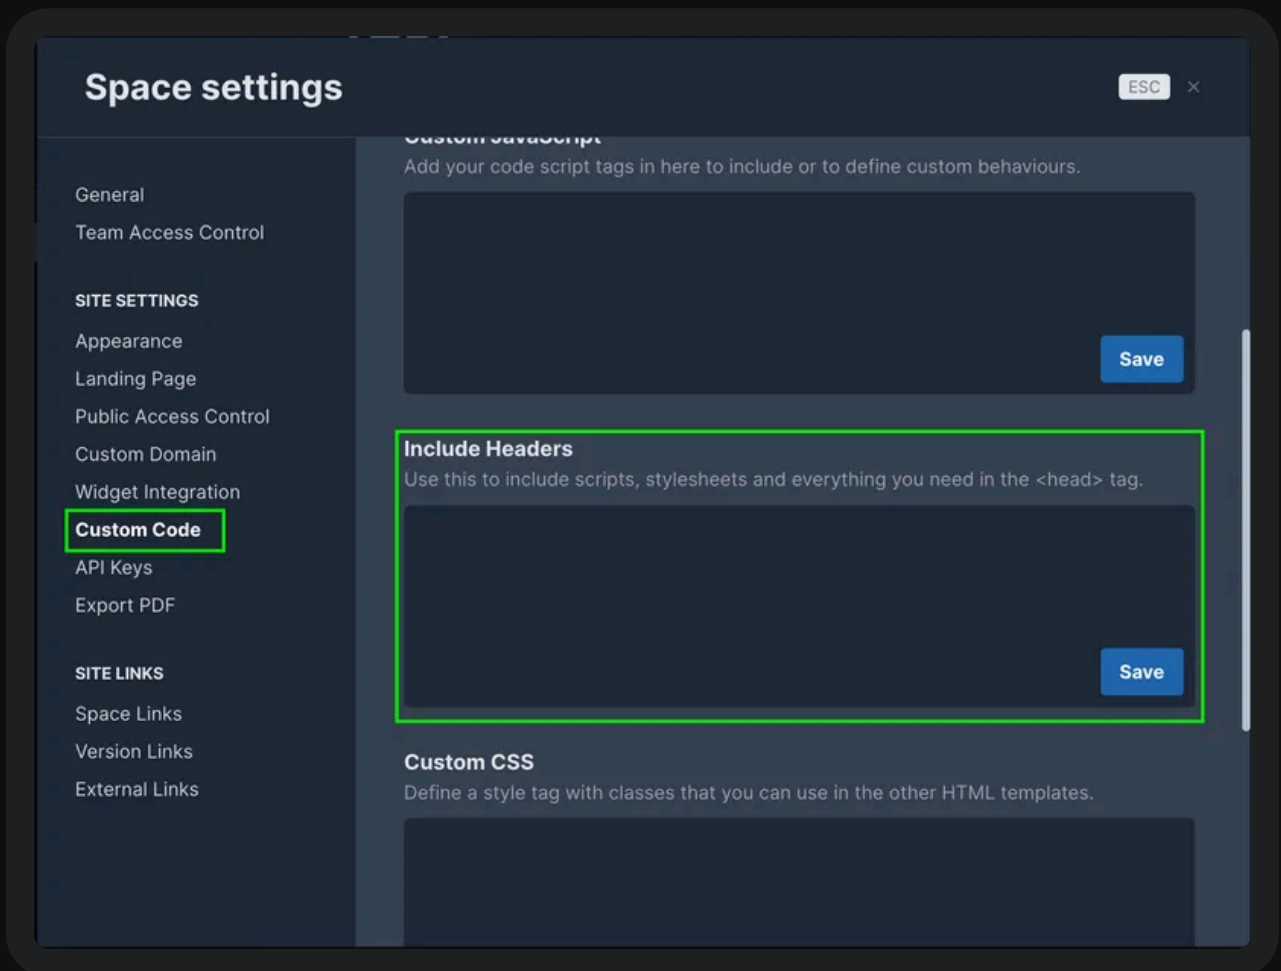 Space settings
ESC ×
General
Team Access Control
SITE SETTINGS
Appearance
Landing Page
Public Access Control
Custom Domain
Widget Integration
Custom Code
API Keys
Export PDF
SITE LINKS
Space Links
Version Links
External Links
Custom JavaScript
Add your code script tags in here to include or to define custom behaviours.
Save
Include Headers
Use this to include scripts, stylesheets and everything you need in the <head> tag.
Save
Custom CSS
Define a style tag with classes that you can use in the other HTML templates.